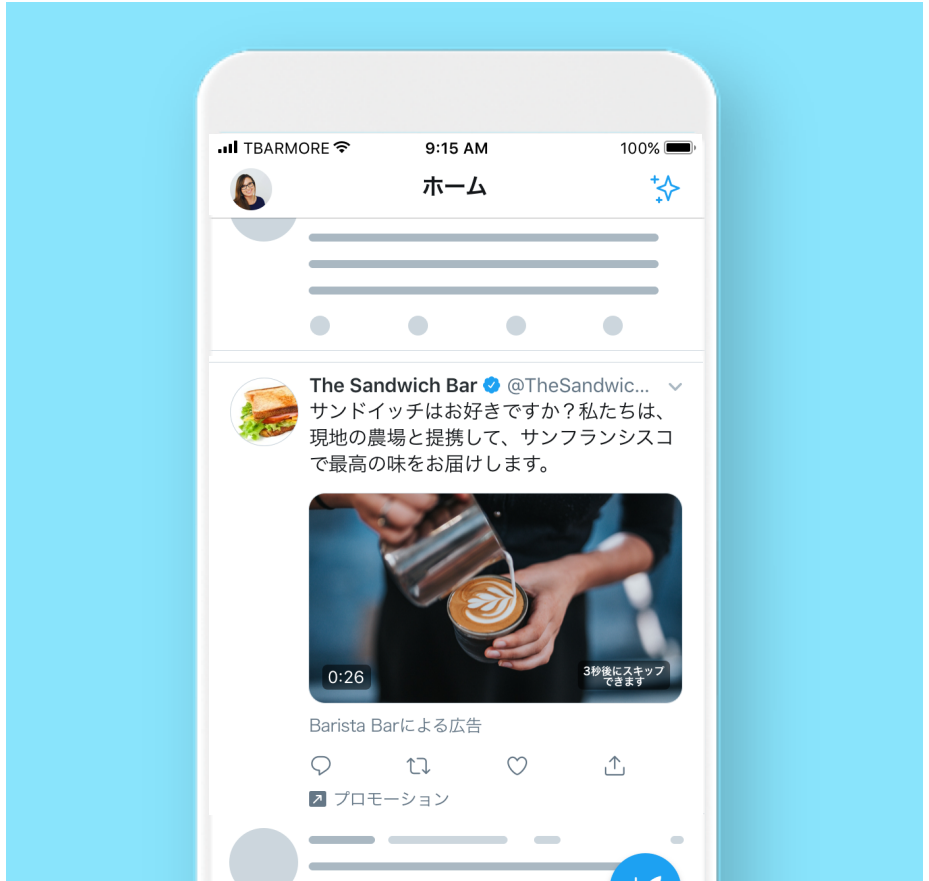 TBARMORE 9:15 AM 100%
ホーム
The Sandwich Bar @TheSandwic...
サンドイッチはお好きですか？私たちは、
現地の農場と提携して、サンフランシスコ
で最高の味をお届けします。
0:26
3秒後にスキップ
できます
Barista Barによる広告
プロモーション